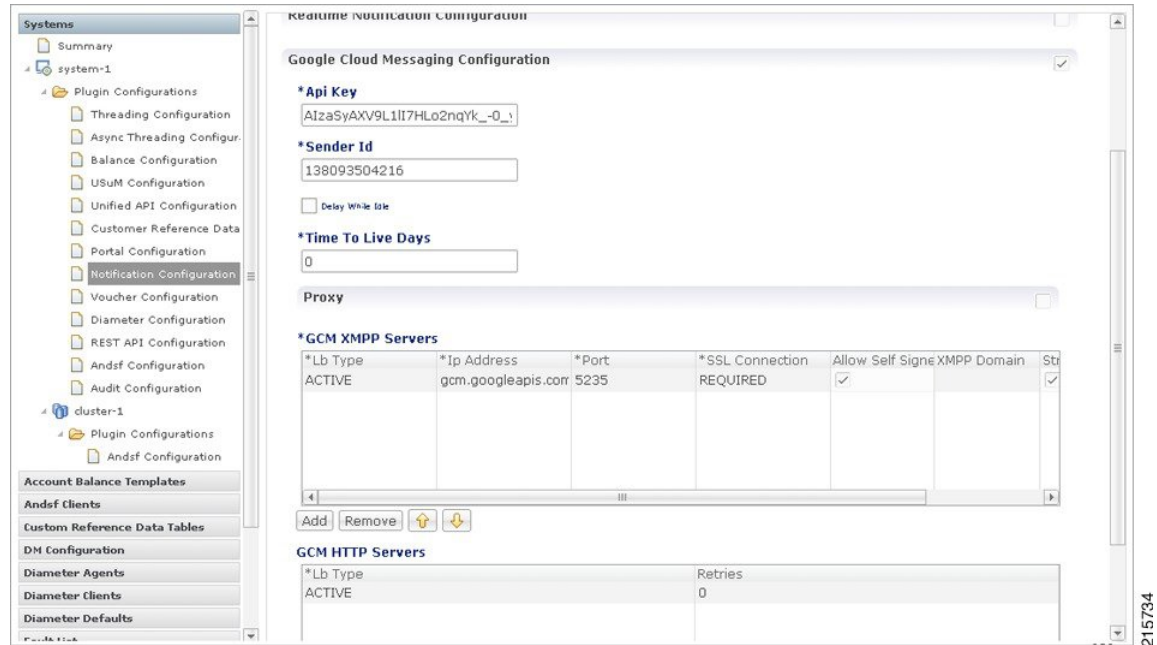 Systems
Summary
system-1
Plugin Configurations
Threading Configuration
Async Threading Configur
Balance Configuration
USuM Configuration
Unified API Configuration
Customer Reference Data
Portal Configuration
Notification Configuration
Voucher Configuration
Diameter Configuration
REST API Configuration
Andsf Configuration
Audit Configuration
cluster-1
Plugin Configurations
Andsf Configuration
Account Balance Templates
Andsf Clients
Custom Reference Data Tables
DM Configuration
Diameter Agents
Diameter Clients
Diameter Defaults
Fault List
Realtime Notification Configuration
Google Cloud Messaging Configuration
*Api Key
*Sender Id
138093504216
Delay While Idle
*Time To Live Days
0
Proxy
*GCM XMPP Servers
*Lb Type *Ip Address *Port *SSL Connection Allow Self Signe XMPP Domain Str
ACTIVE gcm.googleapis.com 5235 REQUIRED
Add Remove
GCM HTTP Servers
*Lb Type Retries
ACTIVE 0
215734